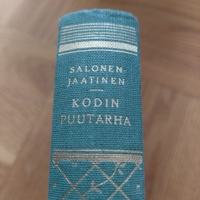 SALONEN-
JAATINEN
KODIN
PUUTARHA